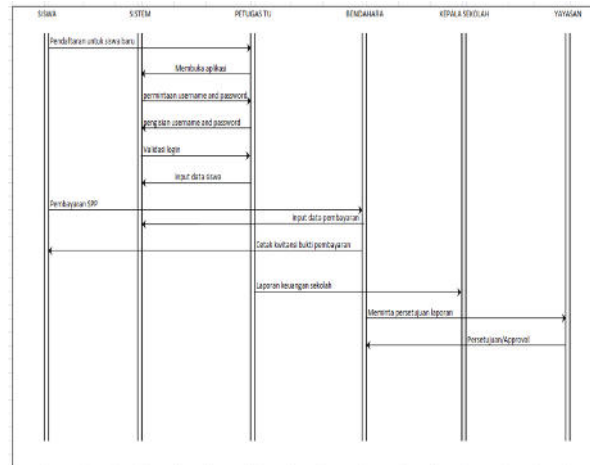 SISWA SISTEM PETUGAS TU BENDAHARA KEPALA SEKOLAH YAYASAN
Pendaftaran untuk siswa baru
Membuka aplikasi
permintaan username and password
pengisian username and password
Validasi login
Input data siswa
Pembayaran SPP
Input data pembayaran
Cetak kwitansi bukti pembayaran
Laporan keuangan sekolah
Meminta persetujuan laporan
Persetujuan/Approval